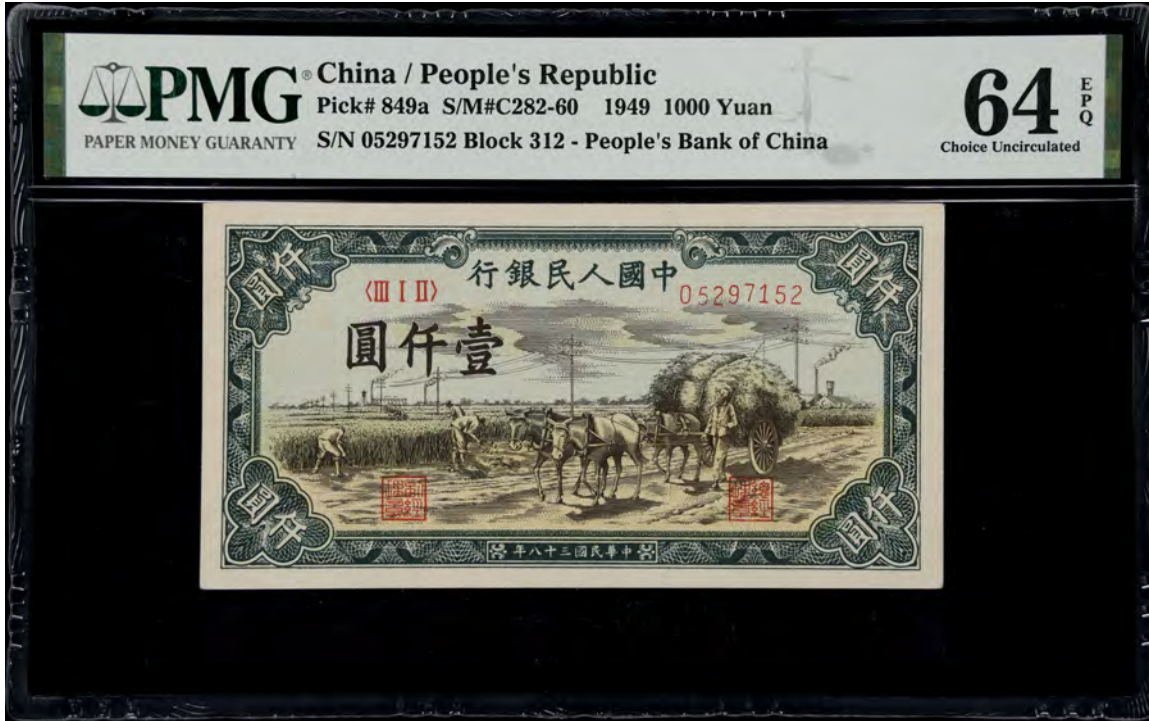 PMG®
PAPER MONEY GUARANTY
China / People's Republic
Pick# 849a S/M#C282-60 1949 1000 Yuan
S/N 05297152 Block 312 - People's Bank of China
64 EPQ
Choice Uncirculated
行銀民人國中
〈III I II〉
05297152
圓仟壹
圓仟
圓仟
圓仟
圓仟
年八十三國民華中